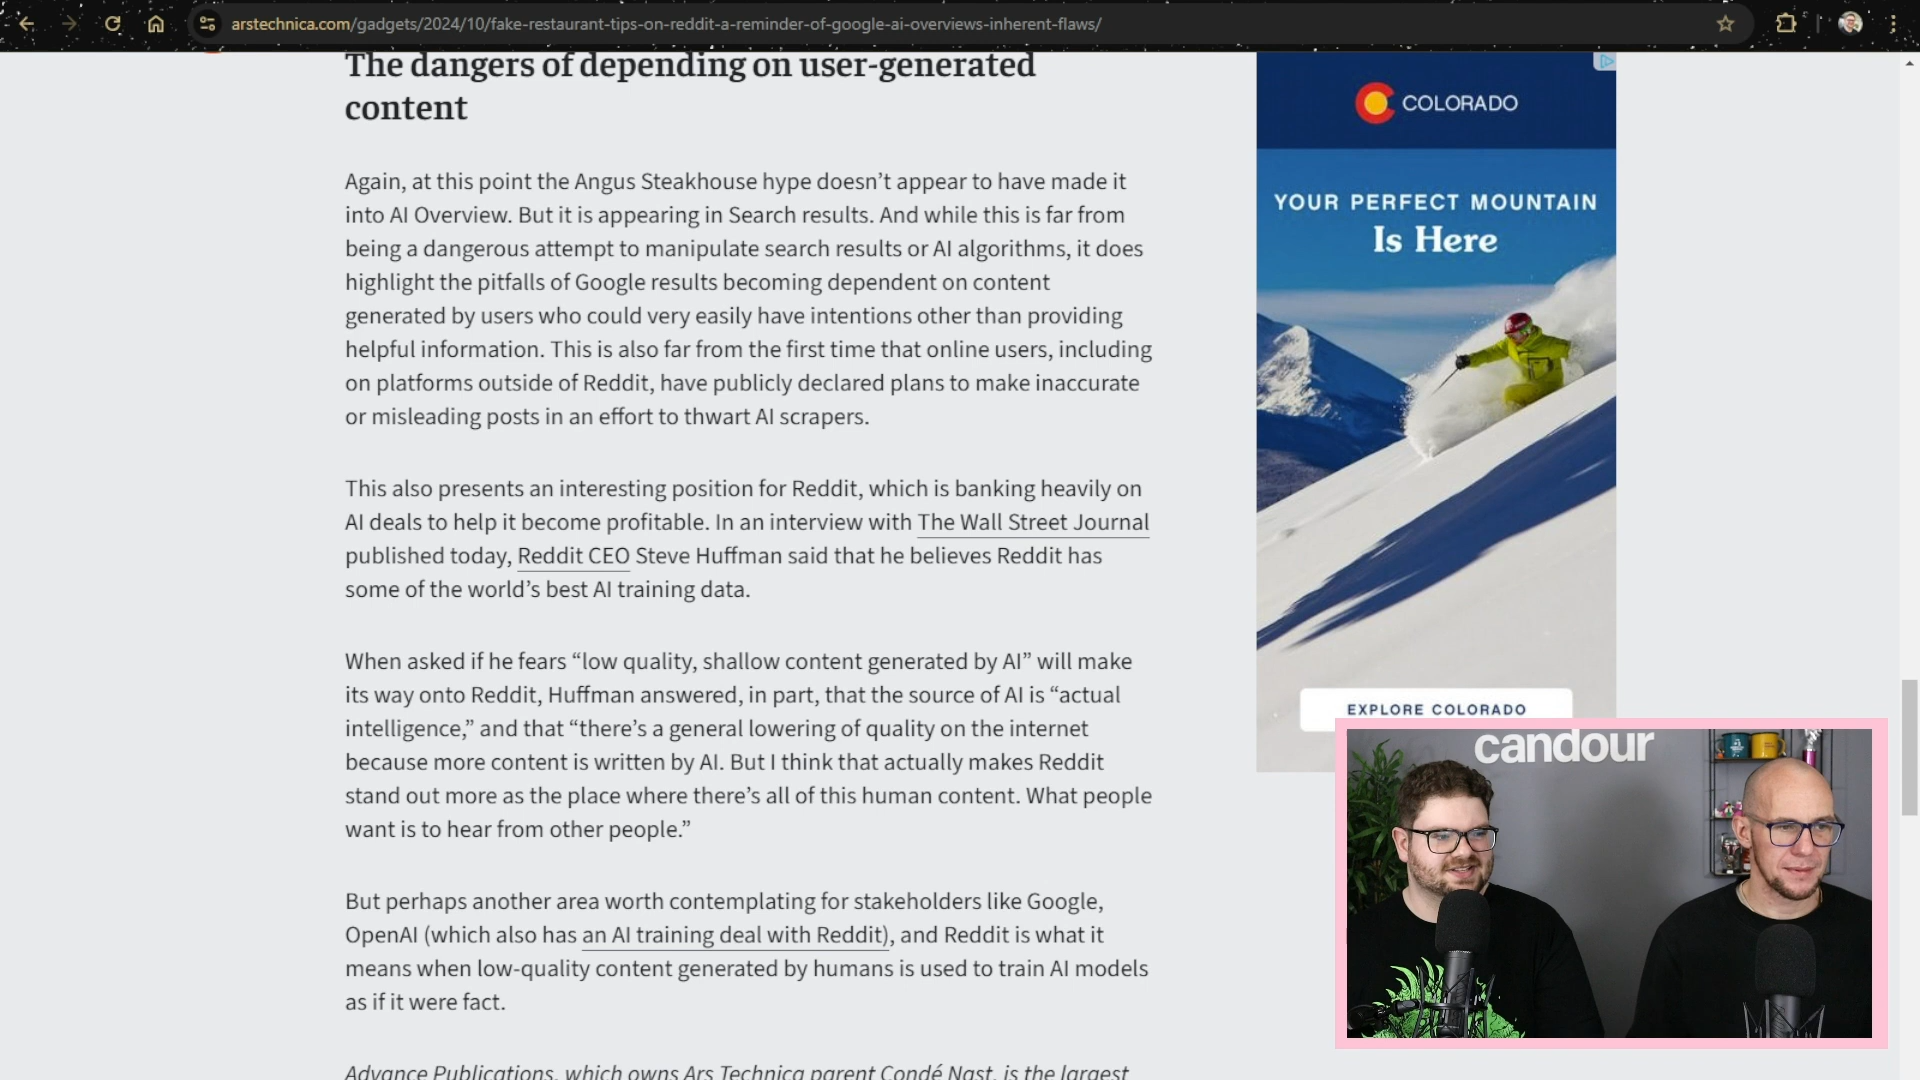 arstechnica.com/gadgets/2024/10/fake-restaurant-tips-on-reddit-a-reminder-of-google-ai-overviews-inherent-flaws/
The dangers of depending on user-generated
content
Again, at this point the Angus Steakhouse hype doesn’t appear to have made it
into AI Overview. But it is appearing in Search results. And while this is far from
being a dangerous attempt to manipulate search results or AI algorithms, it does
highlight the pitfalls of Google results becoming dependent on content
generated by users who could very easily have intentions other than providing
helpful information. This is also far from the first time that online users, including
on platforms outside of Reddit, have publicly declared plans to make inaccurate
or misleading posts in an effort to thwart AI scrapers.
This also presents an interesting position for Reddit, which is banking heavily on
AI deals to help it become profitable. In an interview with The Wall Street Journal
published today, Reddit CEO Steve Huffman said that he believes Reddit has
some of the world’s best AI training data.
When asked if he fears “low quality, shallow content generated by AI” will make
its way onto Reddit, Huffman answered, in part, that the source of AI is “actual
intelligence,” and that “there’s a general lowering of quality on the internet
because more content is written by AI. But I think that actually makes Reddit
stand out more as the place where there’s all of this human content. What people
want is to hear from other people.”
But perhaps another area worth contemplating for stakeholders like Google,
OpenAI (which also has an AI training deal with Reddit), and Reddit is what it
means when low-quality content generated by humans is used to train AI models
as if it were fact.
Advance Publications, which owns Ars Technica parent Condé Nast, is the largest
COLORADO
YOUR PERFECT MOUNTAIN
Is Here
EXPLORE COLORADO
candour